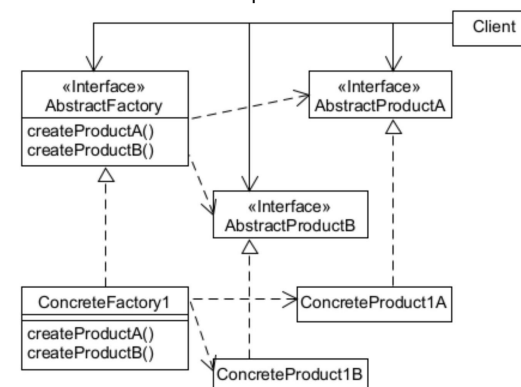 Client
«Interface»
AbstractFactory
createProductA()
createProductB()
«Interface»
AbstractProductA
«Interface»
AbstractProductB
ConcreteFactory1
createProductA()
createProductB()
ConcreteProduct1A
ConcreteProduct1B